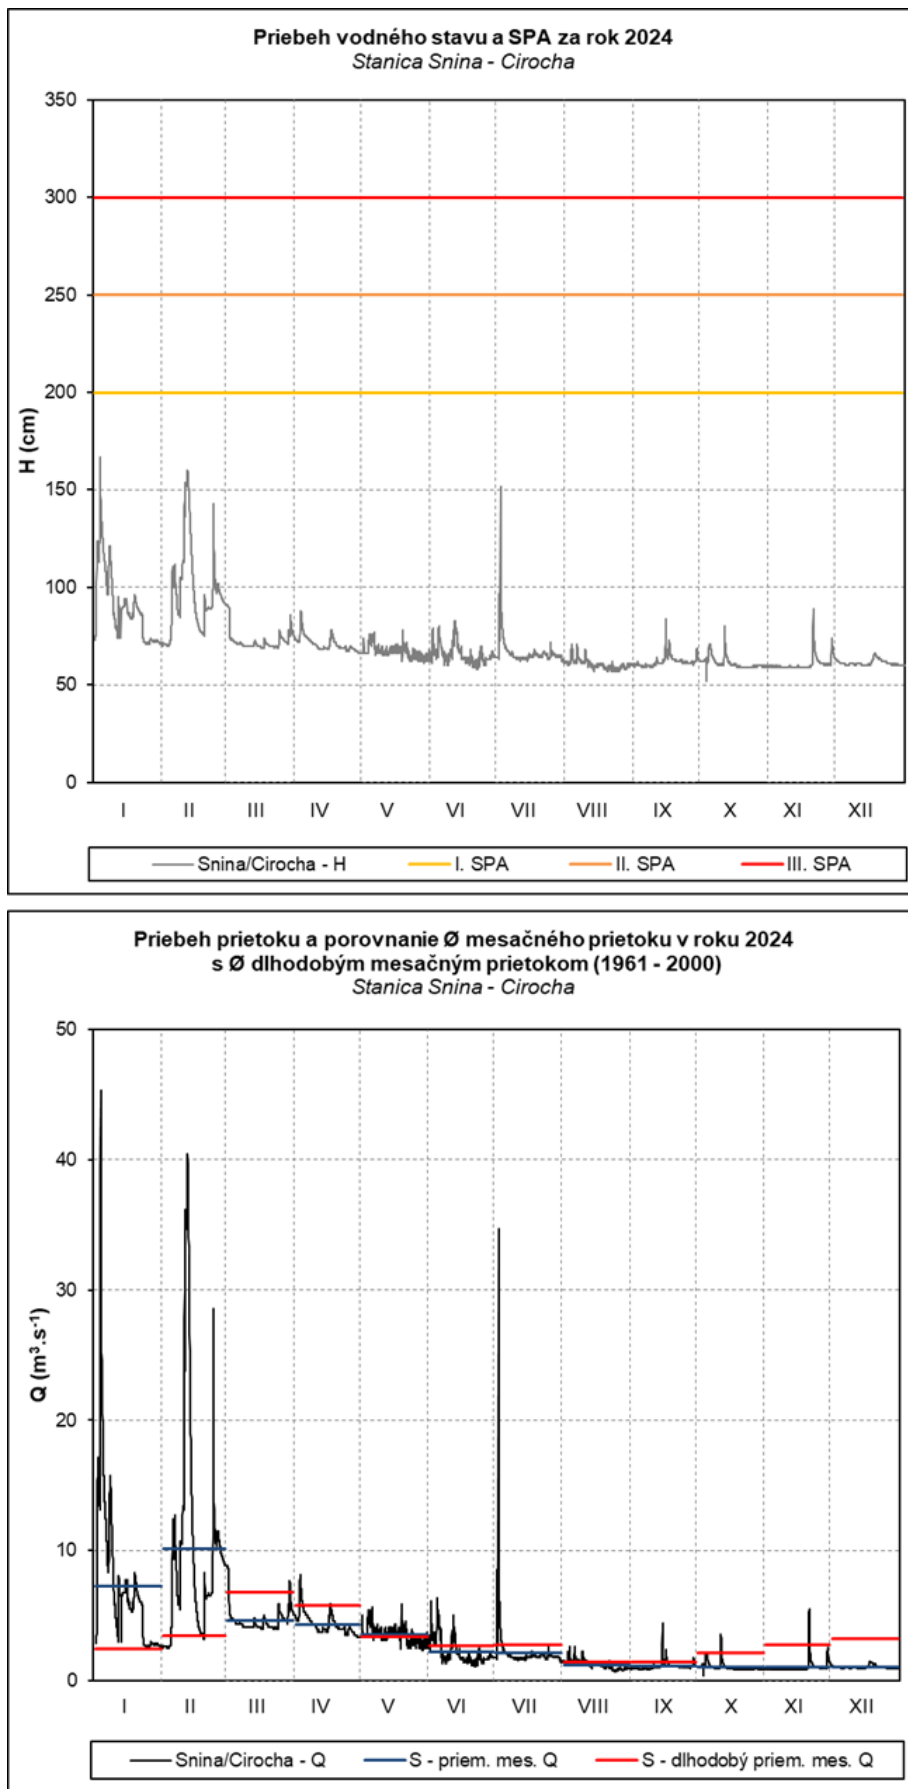 Priebeh vodného stavu a SPA za rok 2024
Stanica Snina - Cirocha
350
300
250
200
150
100
50
0
H (cm)
I II III IV V VI VII VIII IX X XI XII
Snina/Cirocha - H I. SPA II. SPA III. SPA
Priebeh prietoku a porovnanie Ø mesačného prietoku v roku 2024
s Ø dlhodobým mesačným prietokom (1961 - 2000)
Stanica Snina - Cirocha
50
40
30
20
10
0
Q (m³.s⁻¹)
I II III IV V VI VII VIII IX X XI XII
Snina/Cirocha - Q S - priem. mes. Q S - dlhodobý priem. mes. Q